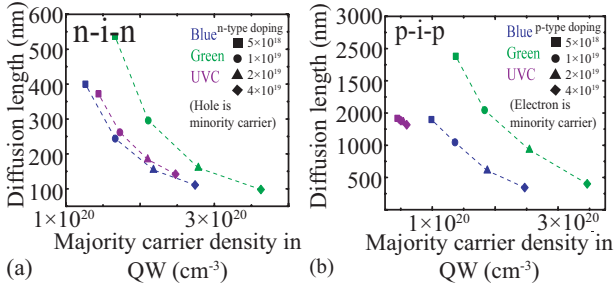 n-i-n
Blue n-type doping
5×10¹⁸
Green
1×10¹⁹
UVC
2×10¹⁹
4×10¹⁹
(Hole is
minority carrier)
600
500
400
300
200
100
Diffusion length (nm)
1×10²⁰
3×10²⁰
Majority carrier density in
QW (cm⁻³)
(a)
p-i-p
Blue p-type doping
5×10¹⁸
Green
1×10¹⁹
UVC
2×10¹⁹
4×10¹⁹
(Electron is
minority carrier)
3000
2500
2000
2000
1000
500
Diffusion length (nm)
1×10²⁰
3×10²⁰
Majority carrier density in
QW (cm⁻³)
(b)